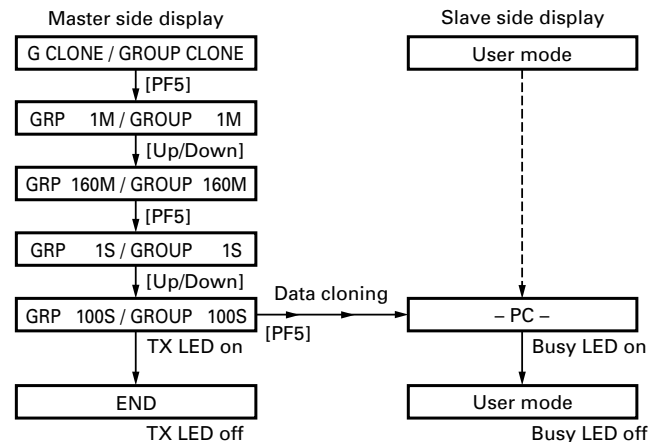 Master side display
Slave side display
G CLONE / GROUP CLONE
User mode
[PF5]
GRP 1M / GROUP 1M
[Up/Down]
GRP 160M / GROUP 160M
[PF5]
GRP 1S / GROUP 1S
[Up/Down]
Data cloning
GRP 100S / GROUP 100S
– PC –
[PF5]
TX LED on
Busy LED on
END
User mode
TX LED off
Busy LED off